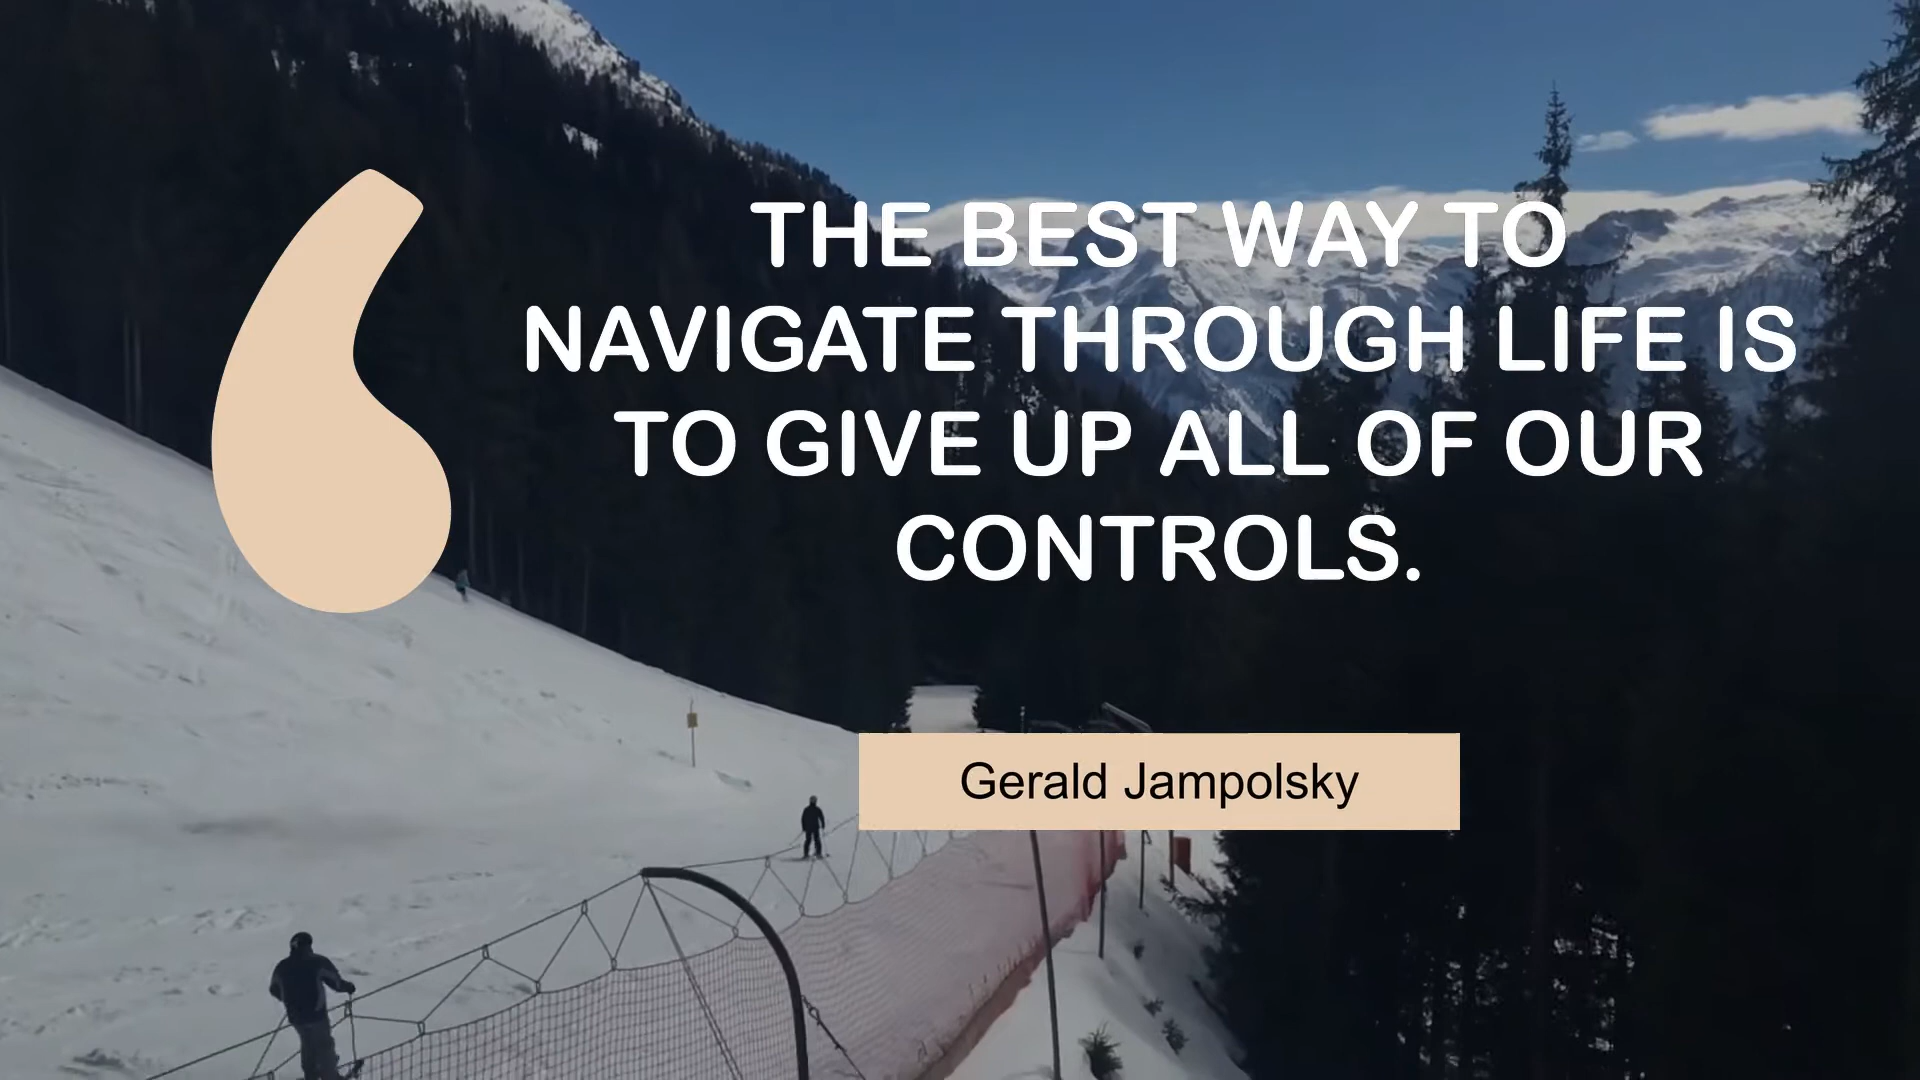 THE BEST WAY TO
NAVIGATE THROUGH LIFE IS
TO GIVE UP ALL OF OUR
CONTROLS.
Gerald Jampolsky